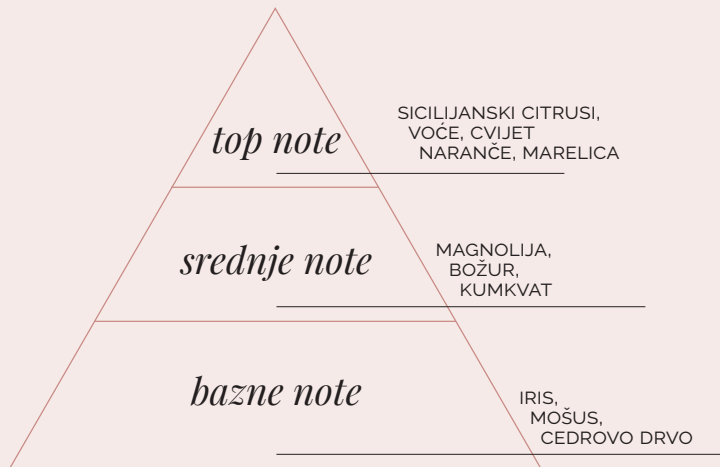 top note
SICILIJANSKI CITRUSI,
VOĆE, CVIJET
NARANČE, MARELICA
srednje note
MAGNOLIJA,
BOŽUR,
KUMKVAT
bazne note
IRIS,
MOŠUS,
CEDROVO DRVO